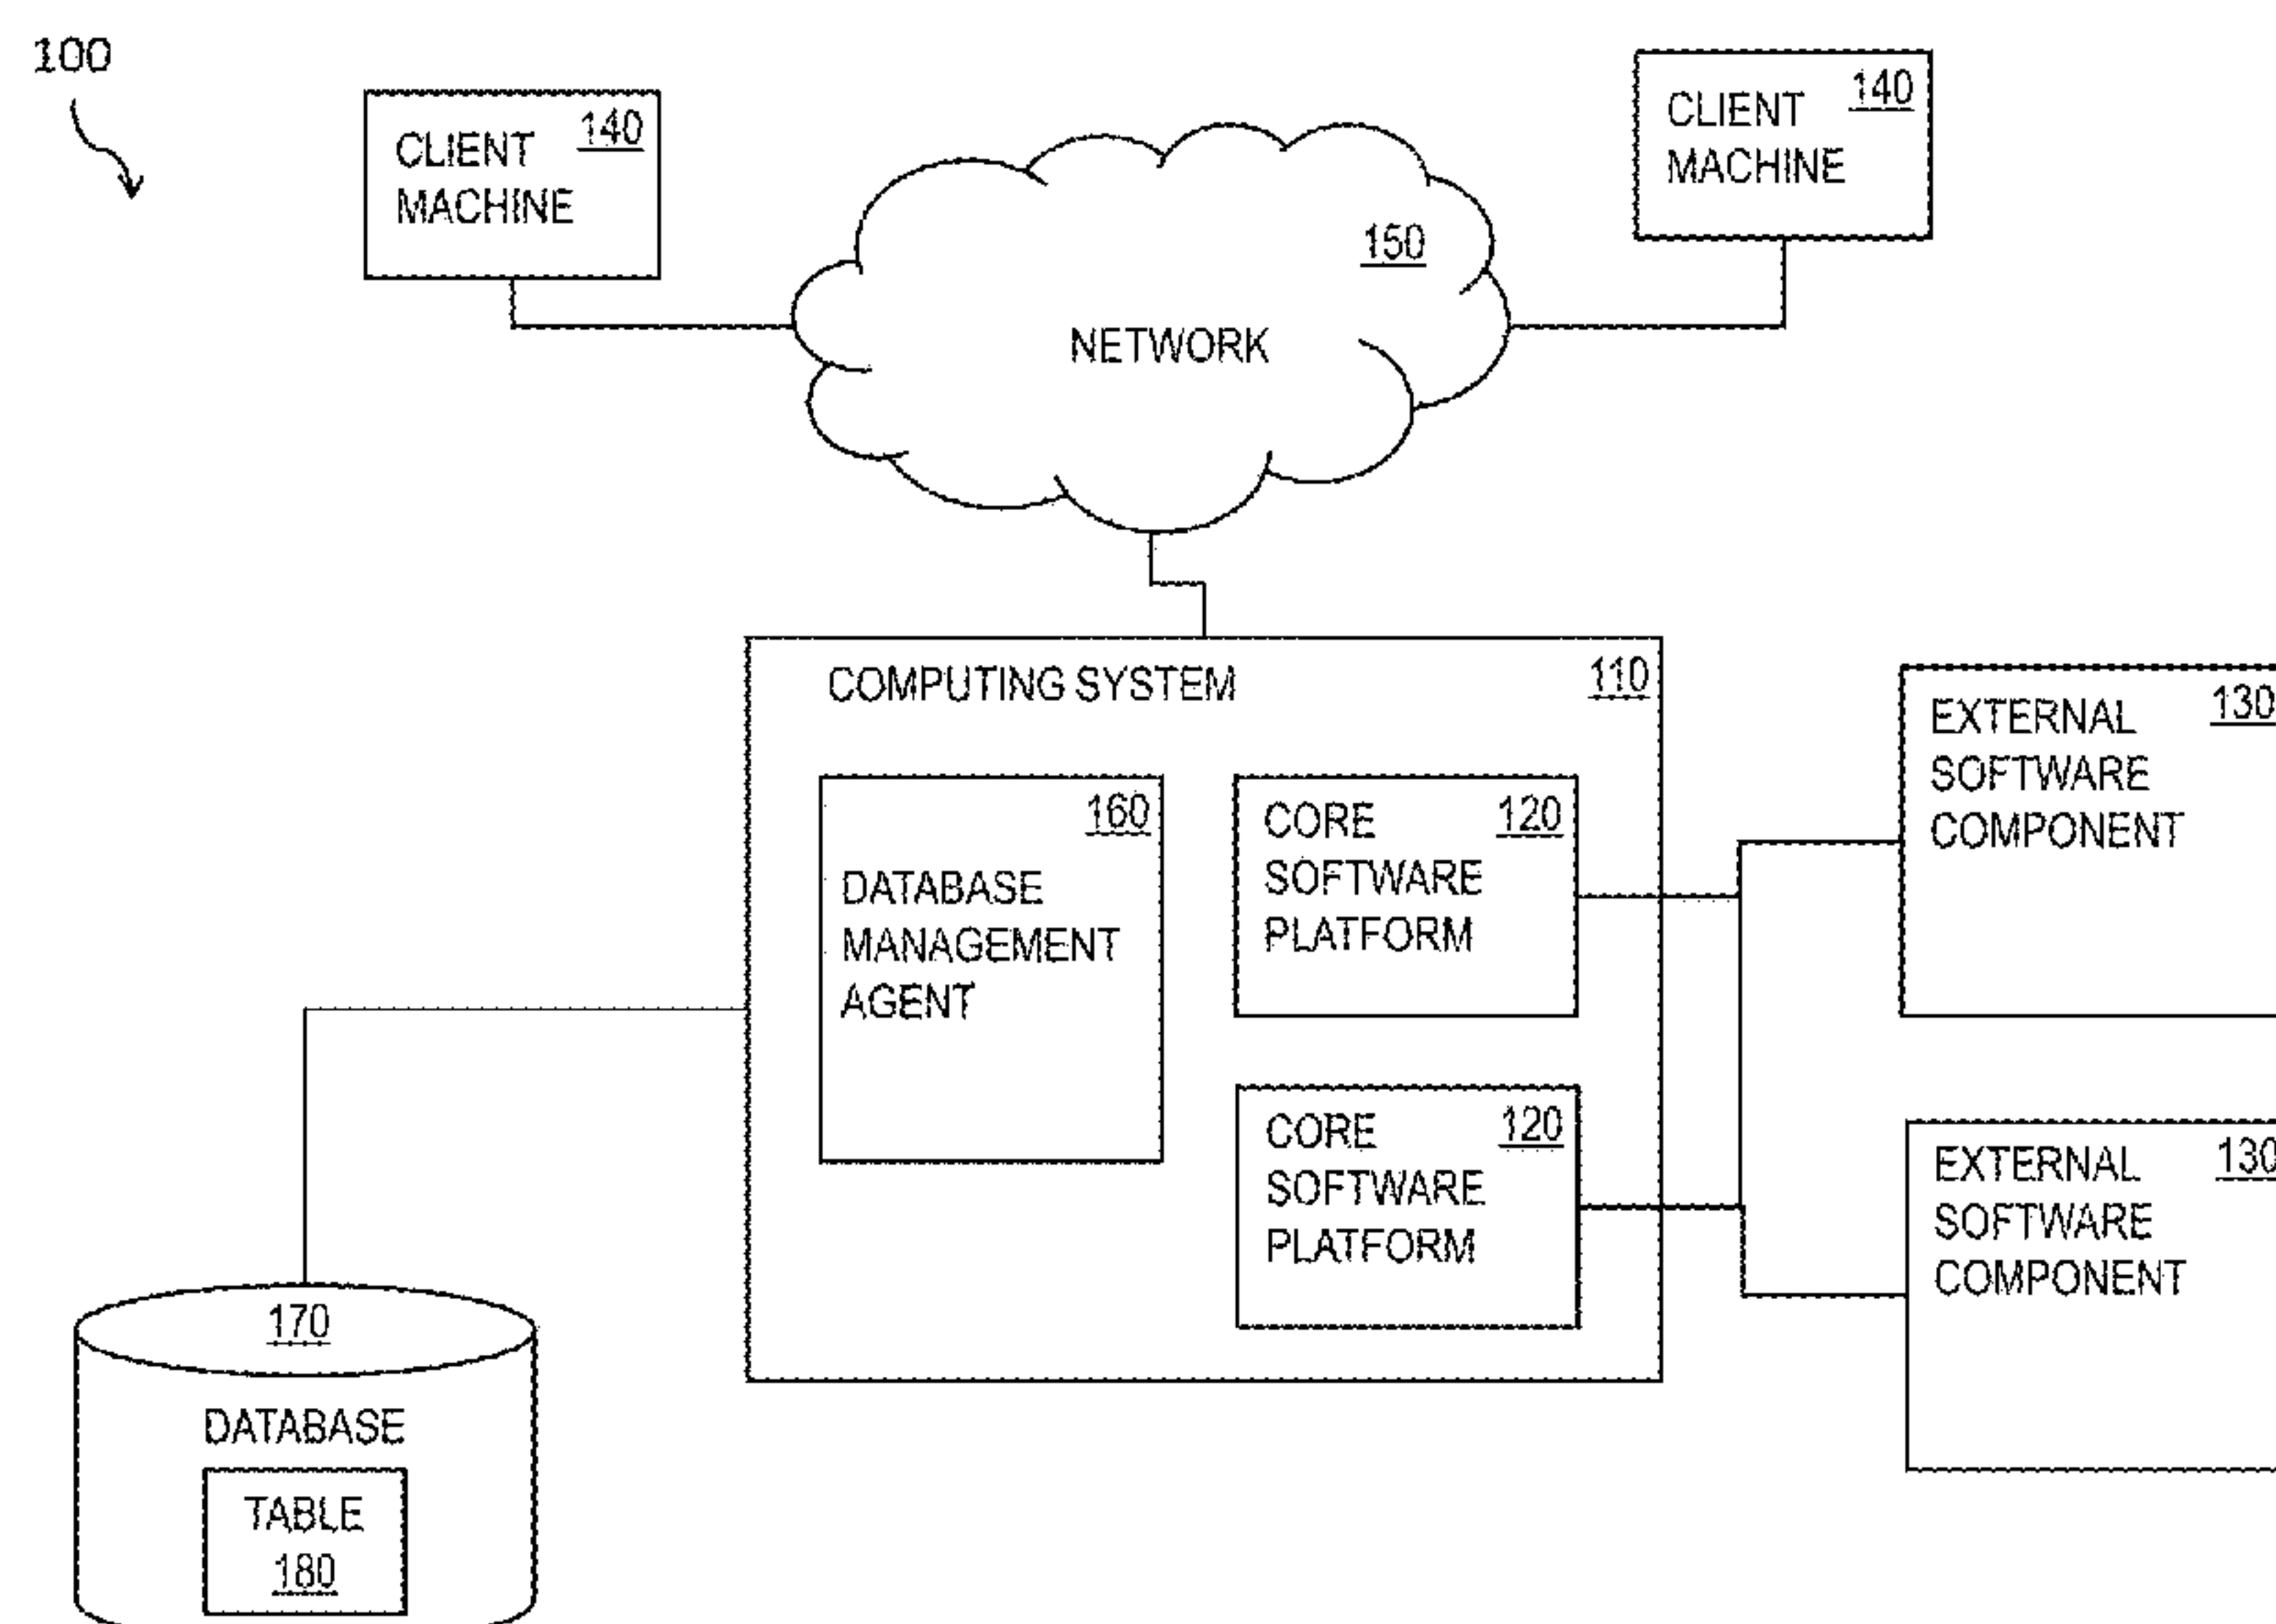 100
CLIENT 140
MACHINE
CLIENT 140
MACHINE
150
NETWORK
COMPUTING SYSTEM 110
160
DATABASE
MANAGEMENT
AGENT
CORE 120
SOFTWARE
PLATFORM
CORE 120
SOFTWARE
PLATFORM
EXTERNAL 130
SOFTWARE
COMPONENT
EXTERNAL 130
SOFTWARE
COMPONENT
170
DATABASE
TABLE
180